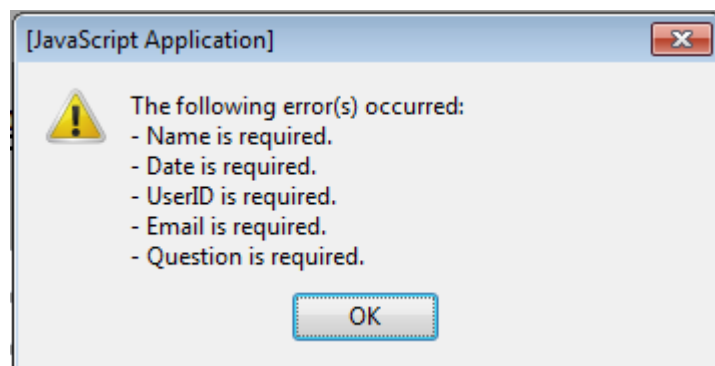 [JavaScript Application]
The following error(s) occurred:
- Name is required.
- Date is required.
- UserID is required.
- Email is required.
- Question is required.
OK